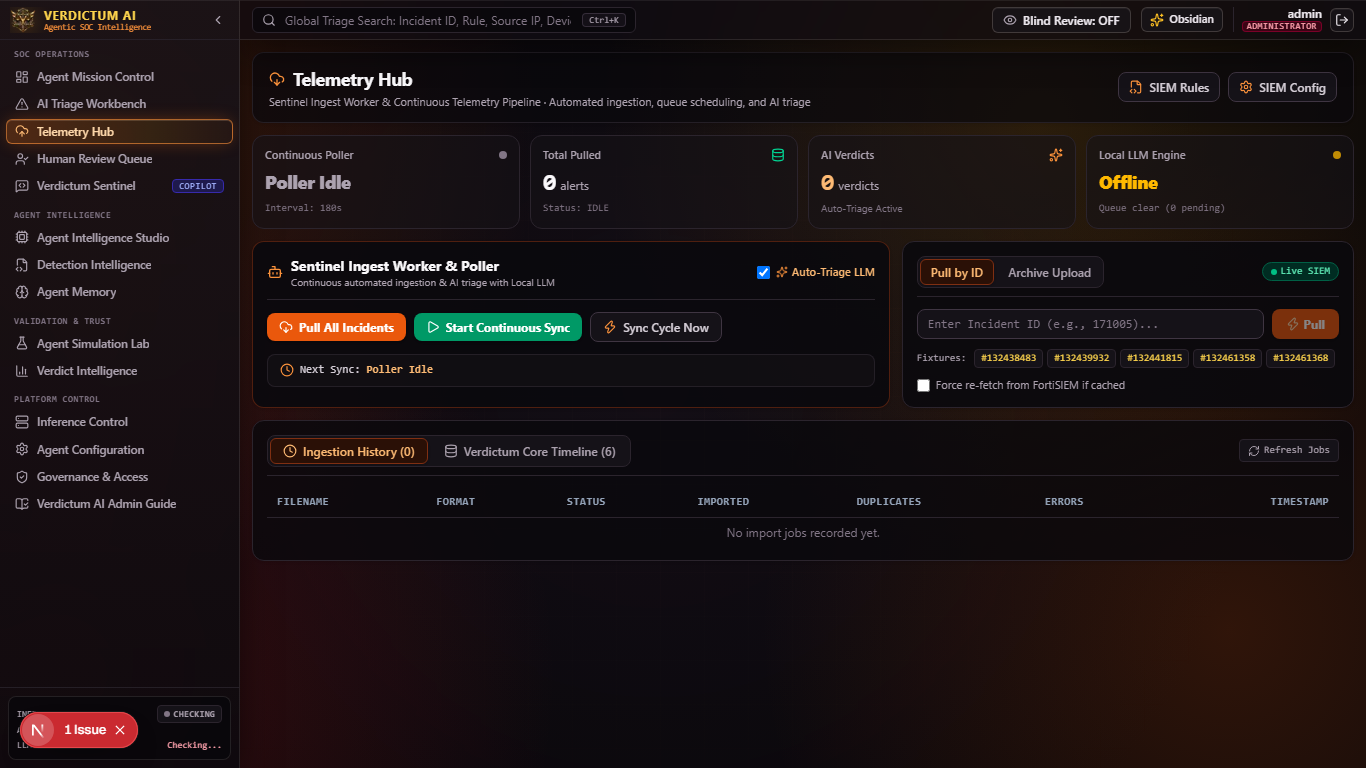 VERDICTUM AI
Agentic SOC Intelligence
Global Triage Search: Incident ID, Rule, Source IP, Devi
Ctrl+K
Blind Review: OFF
Obsidian
admin
ADMINISTRATOR
SOC OPERATIONS
Agent Mission Control
AI Triage Workbench
Telemetry Hub
Human Review Queue
Verdictum Sentinel
COPILOT
AGENT INTELLIGENCE
Agent Intelligence Studio
Detection Intelligence
Agent Memory
VALIDATION & TRUST
Agent Simulation Lab
Verdict Intelligence
PLATFORM CONTROL
Inference Control
Agent Configuration
Governance & Access
Verdictum AI Admin Guide
CHECKING
Checking...
N
1 Issue
Telemetry Hub
Sentinel Ingest Worker & Continuous Telemetry Pipeline · Automated ingestion, queue scheduling, and AI triage
SIEM Rules
SIEM Config
Continuous Poller
Poller Idle
Interval: 180s
Total Pulled
0 alerts
Status: IDLE
AI Verdicts
0 verdicts
Auto-Triage Active
Local LLM Engine
Offline
Queue clear (0 pending)
Sentinel Ingest Worker & Poller
Continuous automated ingestion & AI triage with Local LLM
Auto-Triage LLM
Pull All Incidents
Start Continuous Sync
Sync Cycle Now
Next Sync: Poller Idle
Pull by ID
Archive Upload
Live SIEM
Enter Incident ID (e.g., 171005)...
Pull
Fixtures: #132438483 #132439932 #132441815 #132461358 #132461368
Force re-fetch from FortiSIEM if cached
Ingestion History (0)
Verdictum Core Timeline (6)
Refresh Jobs
FILENAME FORMAT STATUS IMPORTED DUPLICATES ERRORS TIMESTAMP
No import jobs recorded yet.